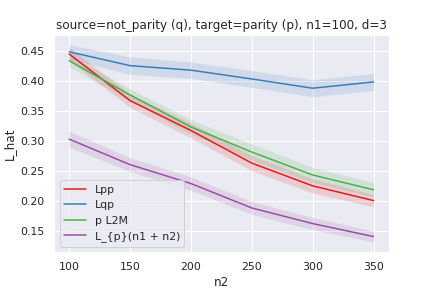 source=not_parity (q), target=parity (p), n1=100, d=3
L_hat
0.45
0.40
0.35
0.30
0.25
0.20
0.15
Lpp
Lqp
p L2M
L_{p}(n1 + n2)
100 150 200 250 300 350
n2